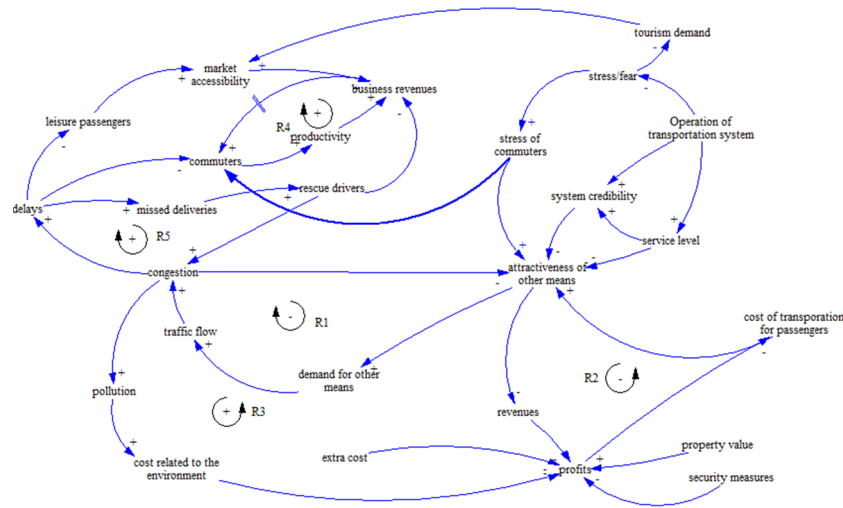 tourism demand
-
market
accessibility
+
+
stress/fear
-
-
business revenues
+
+
-
leisure passengers
-
R4
+
productivity
+
stress of
commuters
+
Operation of
transportation system
commuters
+
-
rescue drivers
+
system credibility
+
+
delays
+
missed deliveries
+
service level
+
+
R5
+
congestion
+
+
attractiveness of
other means
+
-
-
-
+
cost of transporation
for passengers
+
-
traffic flow
+
-
R1
demand for other
means
+
R2
-
pollution
+
+
R3
revenues
-
cost related to the
environment
+
extra cost
-
-
profits
-
+
-
property value
security measures